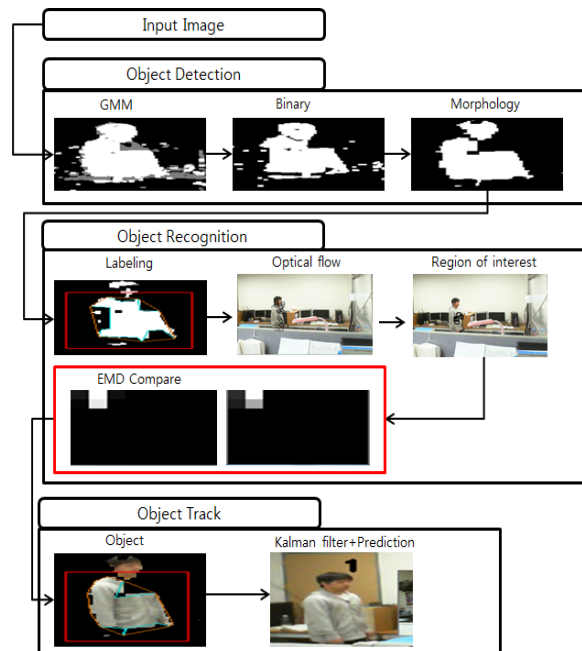 Input Image
Object Detection
GMM Binary Morphology
Object Recognition
Labeling Optical flow Region of interest
EMD Compare
Object Track
Object Kalman filter+Prediction
1